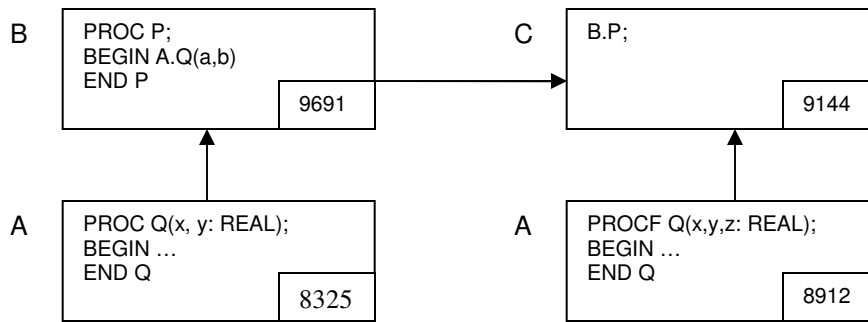 B
PROC P;
BEGIN A.Q(a,b)
END P
9691
C
B.P;
9144
A
PROC Q(x, y: REAL);
BEGIN …
END Q
8325
A
PROCF Q(x,y,z: REAL);
BEGIN …
END Q
8912